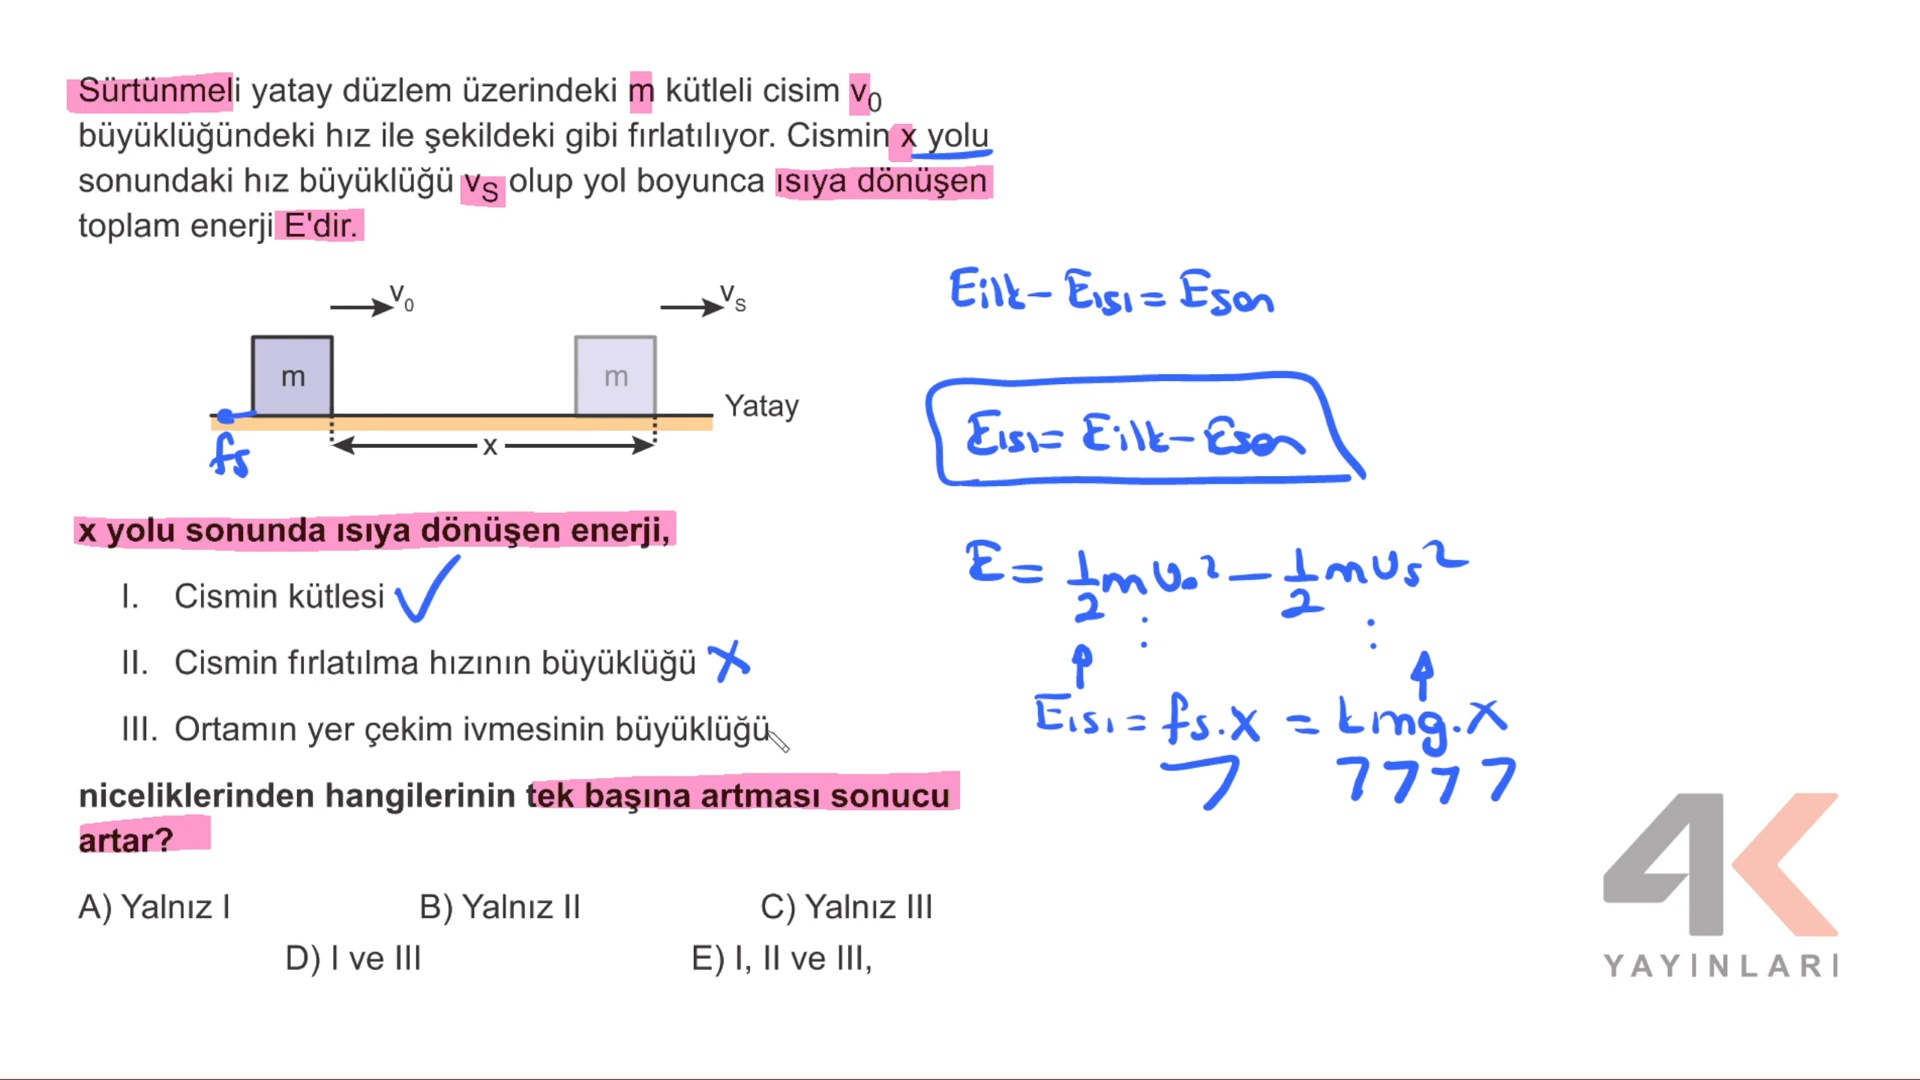 Sürtünmeli yatay düzlem üzerindeki m kütleli cisim v₀
büyüklüğündeki hız ile şekildeki gibi fırlatılıyor. Cismin x yolu
sonundaki hız büyüklüğü vS olup yol boyunca ısıya dönüşen
toplam enerji E'dir.
v₀
vS
m
m
Yatay
x
fs
x yolu sonunda ısıya dönüşen enerji,
I. Cismin kütlesi
II. Cismin fırlatılma hızının büyüklüğü
III. Ortamın yer çekim ivmesinin büyüklüğü
niceliklerinden hangilerinin tek başına artması sonucu
artar?
A) Yalnız I
B) Yalnız II
C) Yalnız III
D) I ve III
E) I, II ve III,
Eilk - Eısı = Eson
Eısı = Eilk - Eson
E = 1/2 m v₀² - 1/2 m vs²
Eısı = fs.x = kmg.x
4K
YAYINLARI